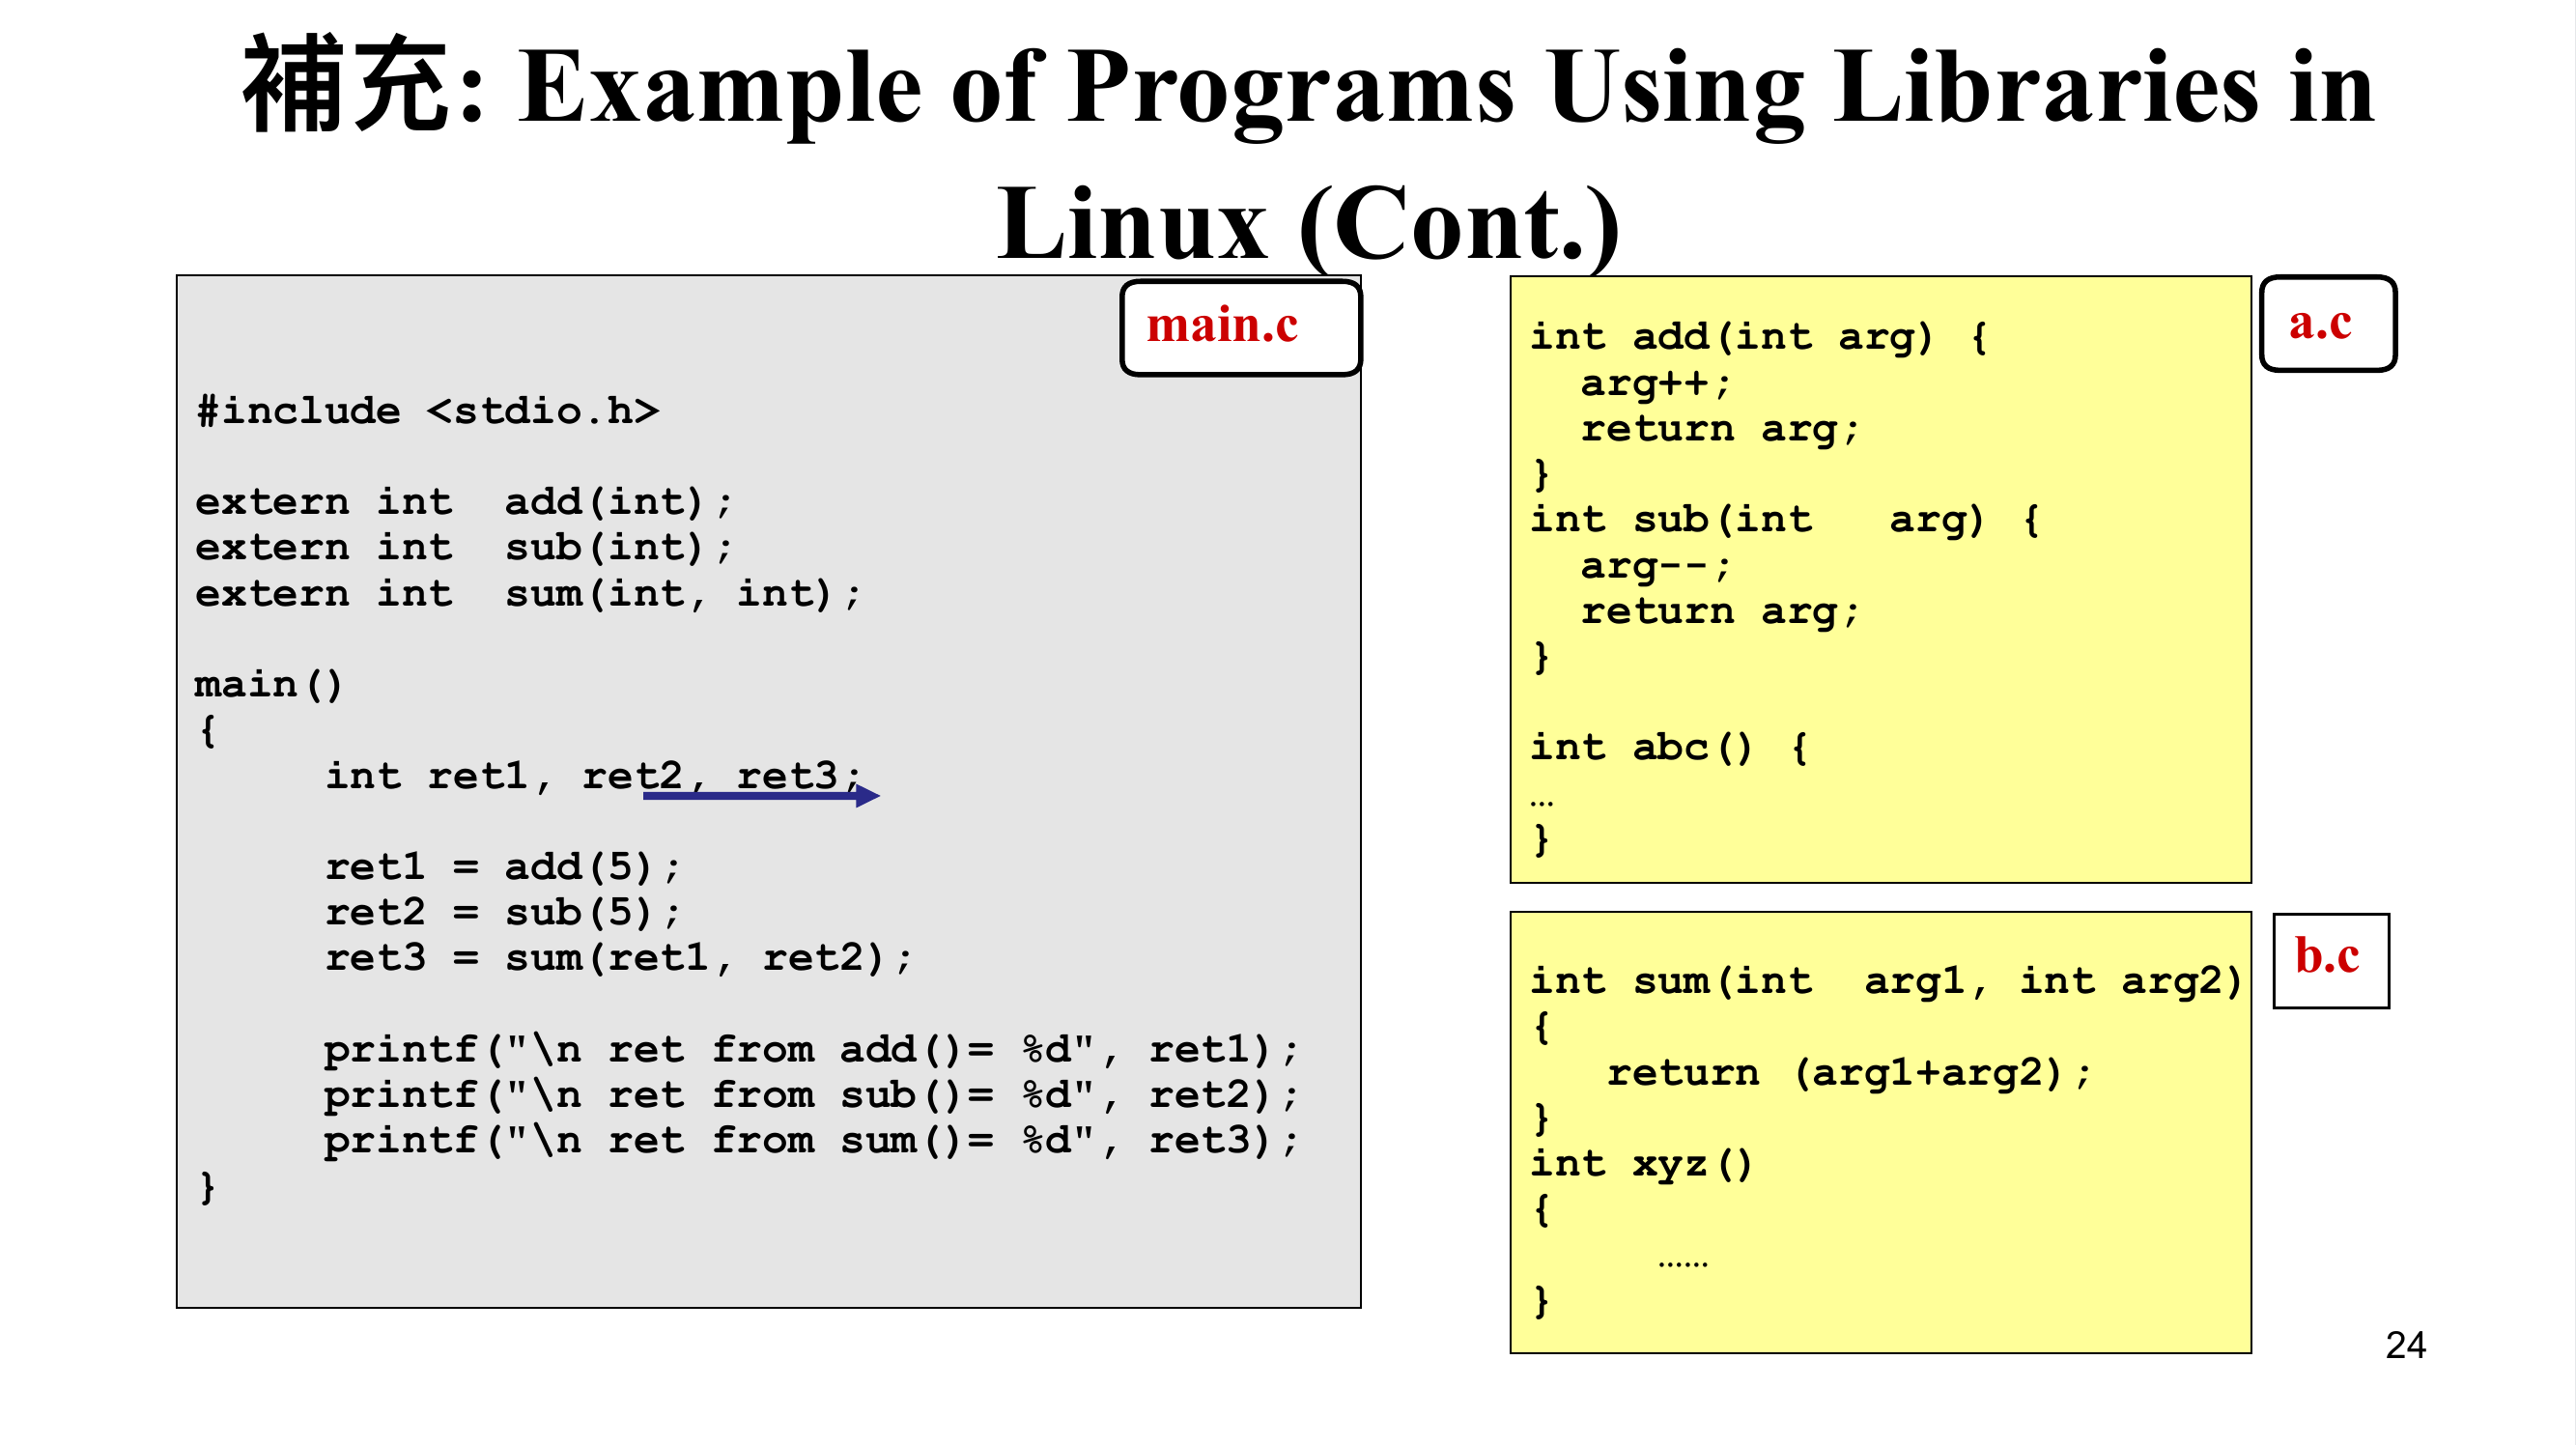 補充: Example of Programs Using Libraries in
Linux (Cont.)
main.c
#include <stdio.h>
extern int  add(int);
extern int  sub(int);
extern int  sum(int, int);
main()
{
int ret1, ret2, ret3;
ret1 = add(5);
ret2 = sub(5);
ret3 = sum(ret1, ret2);
printf("\n ret from add()= %d", ret1);
printf("\n ret from sub()= %d", ret2);
printf("\n ret from sum()= %d", ret3);
}
a.c
int add(int arg) {
arg++;
return arg;
}
int sub(int   arg) {
arg--;
return arg;
}
int abc() {
…
}
b.c
int sum(int  arg1, int arg2)
{
return (arg1+arg2);
}
int xyz()
{
……
}
24